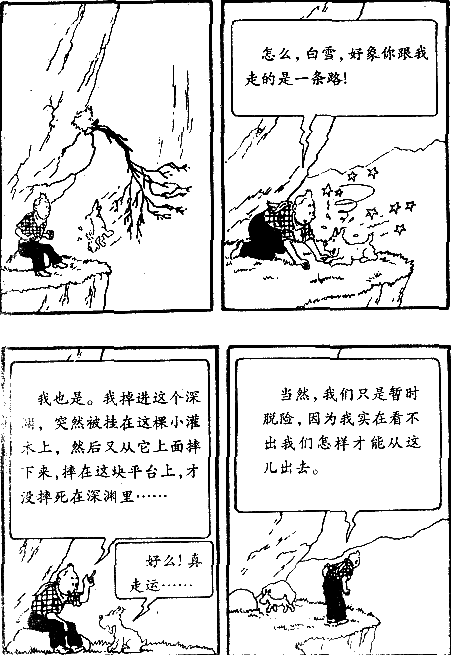 怎么，白雪，好象你跟我
走的是一条路！
我也是。我掉进这个深
渊，突然被挂在这棵小灌
木上，然后又从它上面摔
下来，摔在这块平台上，才
没摔死在深渊里……
好么！真
走运……
当然，我们只是暂时
脱险，因为我实在看不
出我们怎样才能从这
儿出去。